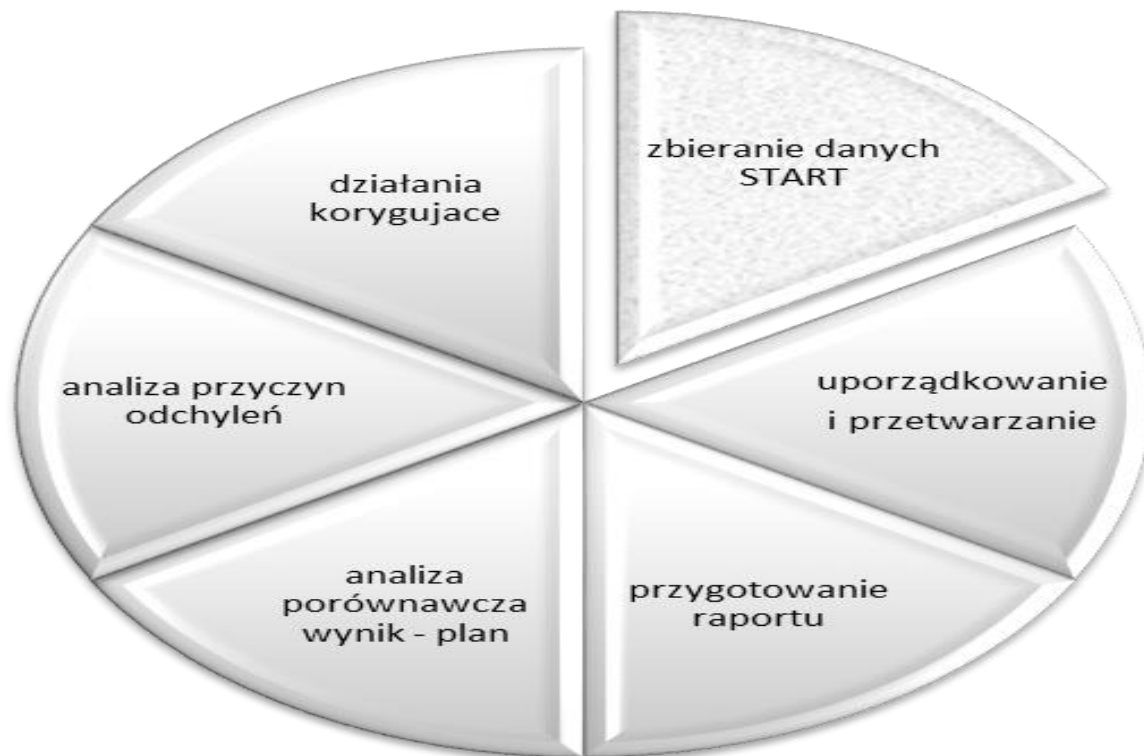 zbieranie danych
START
uporządkowanie
i przetwarzanie
przygotowanie
raportu
analiza
porównawcza
wynik - plan
analiza przyczyn
odchyleń
działania
korygujace